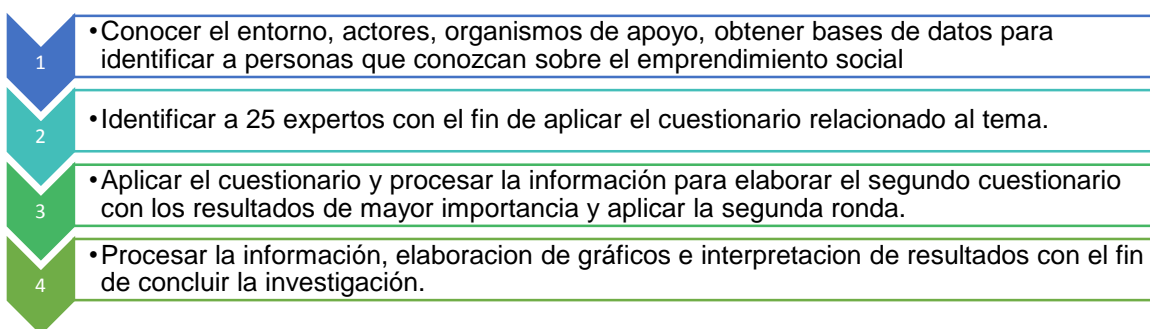 •Conocer el entorno, actores, organismos de apoyo, obtener bases de datos para
1
identificar a personas que conozcan sobre el emprendimiento social
•Identificar a 25 expertos con el fin de aplicar el cuestionario relacionado al tema.
2
•Aplicar el cuestionario y procesar la información para elaborar el segundo cuestionario
3
con los resultados de mayor importancia y aplicar la segunda ronda.
•Procesar la información, elaboracion de gráficos e interpretacion de resultados con el fin
4
de concluir la investigación.